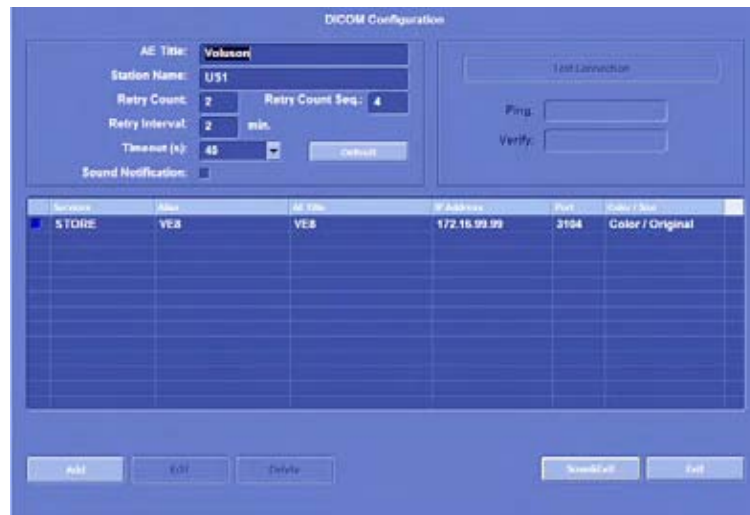 DICOM Configuration
AE Title: Voluson
Station Name: US1
Retry Count: 2 Retry Count Seq.: 4
Retry Interval: 2 min.
Timeout (s): 45 Default
Sound Notification:
Test Connection
Ping:
Verify:
Services Alias AE Title IP Address Port Color / Size
STORE VE8 VE8 172.16.99.99 3104 Color / Original
Add Edit Delete Save&Exit Exit